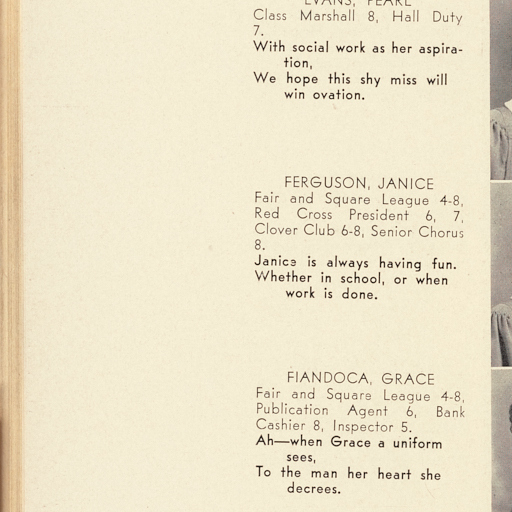 EVANS, PEARL
Class Marshall 8, Hall Duty
7.
With social work as her aspira-
tion,
We hope this shy miss will
win ovation.
FERGUSON, JANICE
Fair and Square League 4-8,
Red Cross President 6, 7,
Clover Club 6-8, Senior Chorus
8.
Janice is always having fun.
Whether in school, or when
work is done.
FIANDOCA, GRACE
Fair and Square League 4-8,
Publication Agent 6, Bank
Cashier 8, Inspector 5.
Ah—when Grace a uniform
sees,
To the man her heart she
decrees.